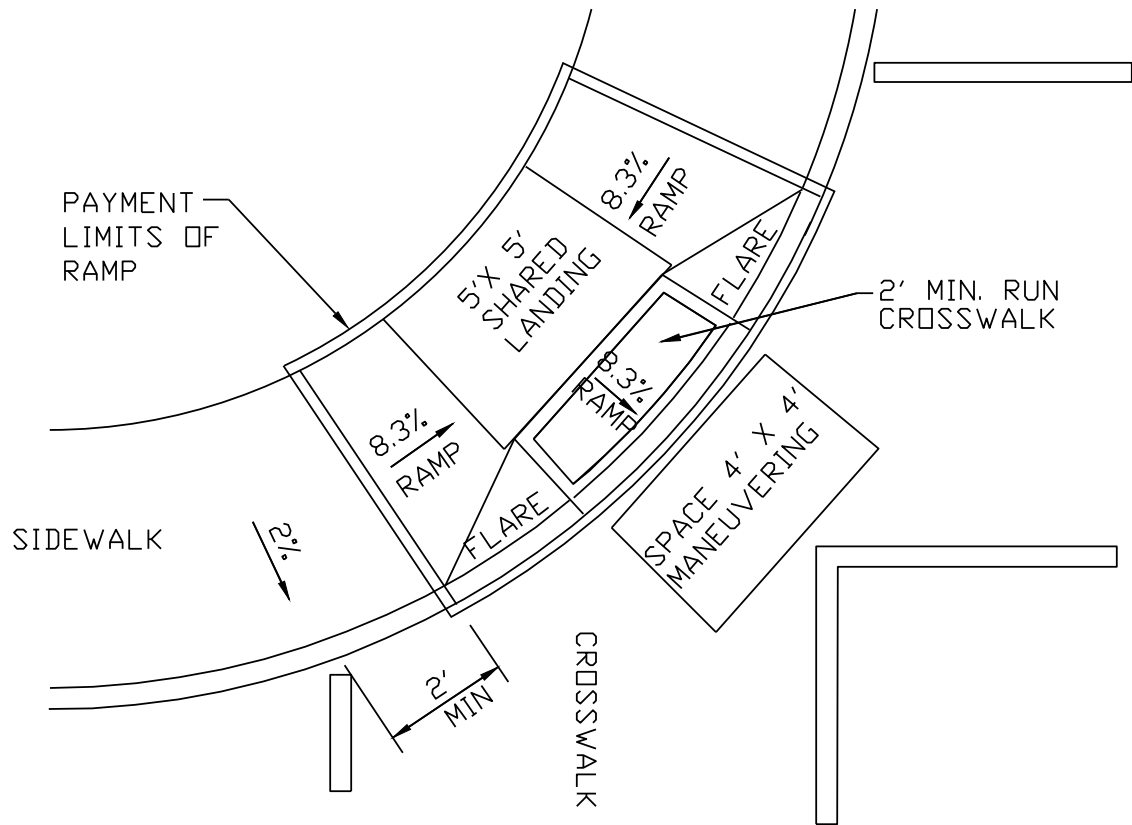 PAYMENT
LIMITS OF
RAMP
8.3%
RAMP
5'X 5'
SHARED
LANDING
FLARE
2' MIN. RUN
CROSSWALK
8.3%
RAMP
8.3%
RAMP
SPACE 4' X 4'
MANEUVERING
FLARE
SIDEWALK
2%
2'
MIN
CROSSWALK